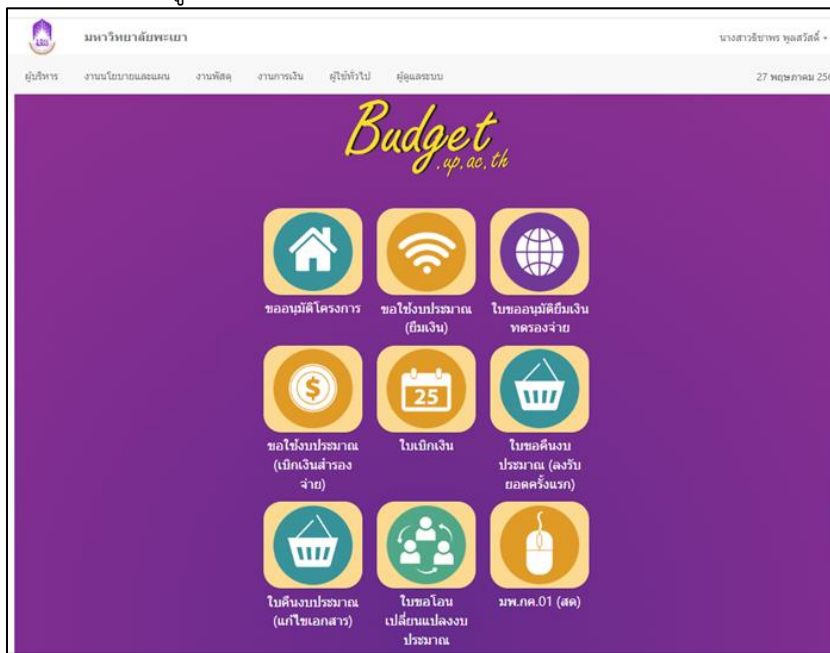 มหาวิทยาลัยพะเยา
นางสาวธิชาพร พูลสวัสดิ์
ผู้บริหาร งานนโยบายและแผน งานพัสดุ งานการเงิน ผู้ใช้ทั่วไป ผู้ดูแลระบบ
27 พฤษภาคม 256
Budget
.up.ac.th
ขออนุมัติโครงการ
ขอใช้งบประมาณ
(ยืมเงิน)
ใบขออนุมัติยืมเงิน
ทดรองจ่าย
$
25
ขอใช้งบประมาณ
(เบิกเงินสำรอง
จ่าย)
ใบเบิกเงิน
ใบขอคืนงบ
ประมาณ (ลงรับ
ยอดครั้งแรก)
ใบคืนงบประมาณ
(แก้ไขเอกสาร)
ใบขอโอน
เปลี่ยนแปลงงบ
ประมาณ
มพ.กค.01 (สด)